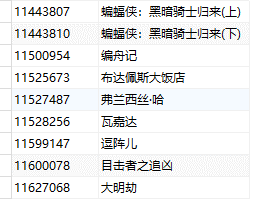 11443807 蝙蝠侠：黑暗骑士归来(上)
11443810 蝙蝠侠：黑暗骑士归来(下)
11500954 编舟记
11525673 布达佩斯大饭店
11527487 弗兰西丝·哈
11528256 瓦嘉达
11599147 逗阵儿
11600078 目击者之追凶
11627068 大明劫